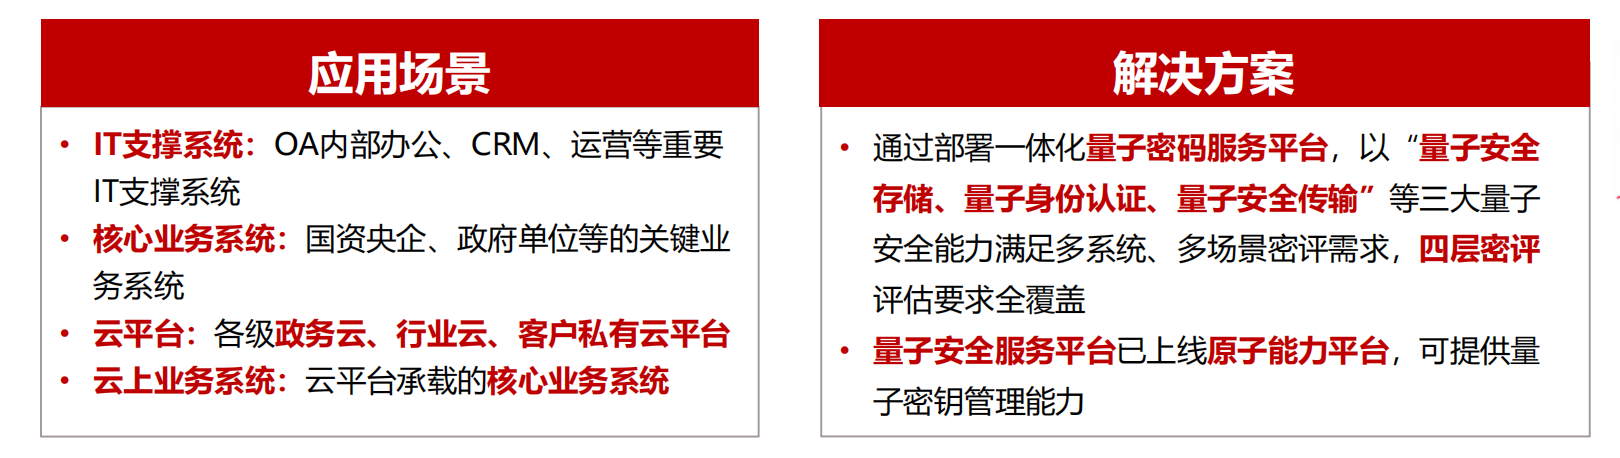 应用场景
• IT支撑系统：OA内部办公、CRM、运营等重要
IT支撑系统
• 核心业务系统：国资央企、政府单位等的关键业
务系统
• 云平台：各级政务云、行业云、客户私有云平台
• 云上业务系统：云平台承载的核心业务系统
解决方案
• 通过部署一体化量子密码服务平台，以“量子安全
存储、量子身份认证、量子安全传输”等三大量子
安全能力满足多系统、多场景密评需求，四层密评
评估要求全覆盖
• 量子安全服务平台已上线原子能力平台，可提供量
子密钥管理能力